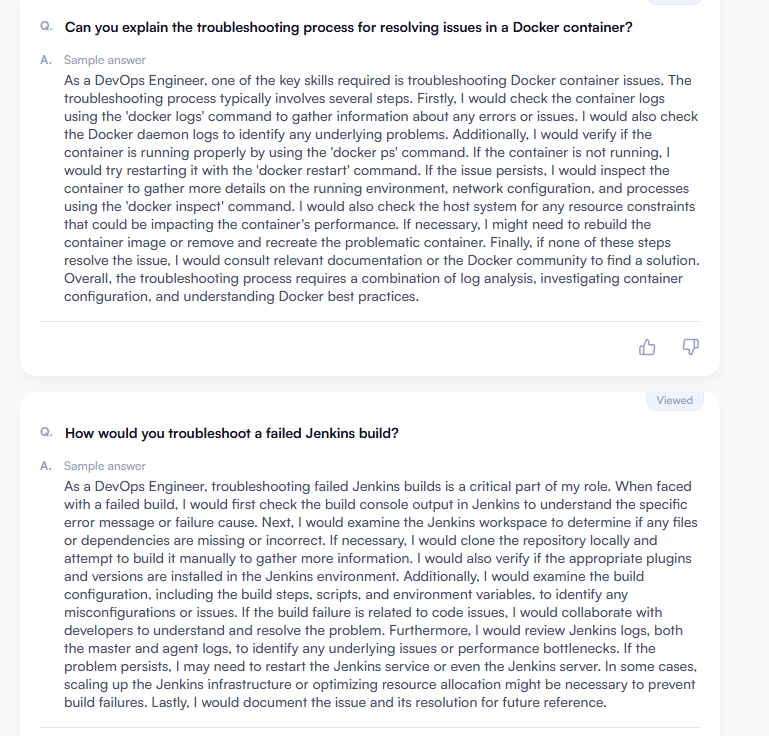 Q. Can you explain the troubleshooting process for resolving issues in a Docker container?
A. Sample answer
As a DevOps Engineer, one of the key skills required is troubleshooting Docker container issues. The
troubleshooting process typically involves several steps. Firstly, I would check the container logs
using the 'docker logs' command to gather information about any errors or issues. I would also check
the Docker daemon logs to identify any underlying problems. Additionally, I would verify if the
container is running properly by using the 'docker ps' command. If the container is not running, I
would try restarting it with the 'docker restart' command. If the issue persists, I would inspect the
container to gather more details on the running environment, network configuration, and processes
using the 'docker inspect' command. I would also check the host system for any resource constraints
that could be impacting the container's performance. If necessary, I might need to rebuild the
container image or remove and recreate the problematic container. Finally, if none of these steps
resolve the issue, I would consult relevant documentation or the Docker community to find a solution.
Overall, the troubleshooting process requires a combination of log analysis, investigating container
configuration, and understanding Docker best practices.
Viewed
Q. How would you troubleshoot a failed Jenkins build?
A. Sample answer
As a DevOps Engineer, troubleshooting failed Jenkins builds is a critical part of my role. When faced
with a failed build, I would first check the build console output in Jenkins to understand the specific
error message or failure cause. Next, I would examine the Jenkins workspace to determine if any files
or dependencies are missing or incorrect. If necessary, I would clone the repository locally and
attempt to build it manually to gather more information. I would also verify if the appropriate plugins
and versions are installed in the Jenkins environment. Additionally, I would examine the build
configuration, including the build steps, scripts, and environment variables, to identify any
misconfigurations or issues. If the build failure is related to code issues, I would collaborate with
developers to understand and resolve the problem. Furthermore, I would review Jenkins logs, both
the master and agent logs, to identify any underlying issues or performance bottlenecks. If the
problem persists, I may need to restart the Jenkins service or even the Jenkins server. In some cases,
scaling up the Jenkins infrastructure or optimizing resource allocation might be necessary to prevent
build failures. Lastly, I would document the issue and its resolution for future reference.